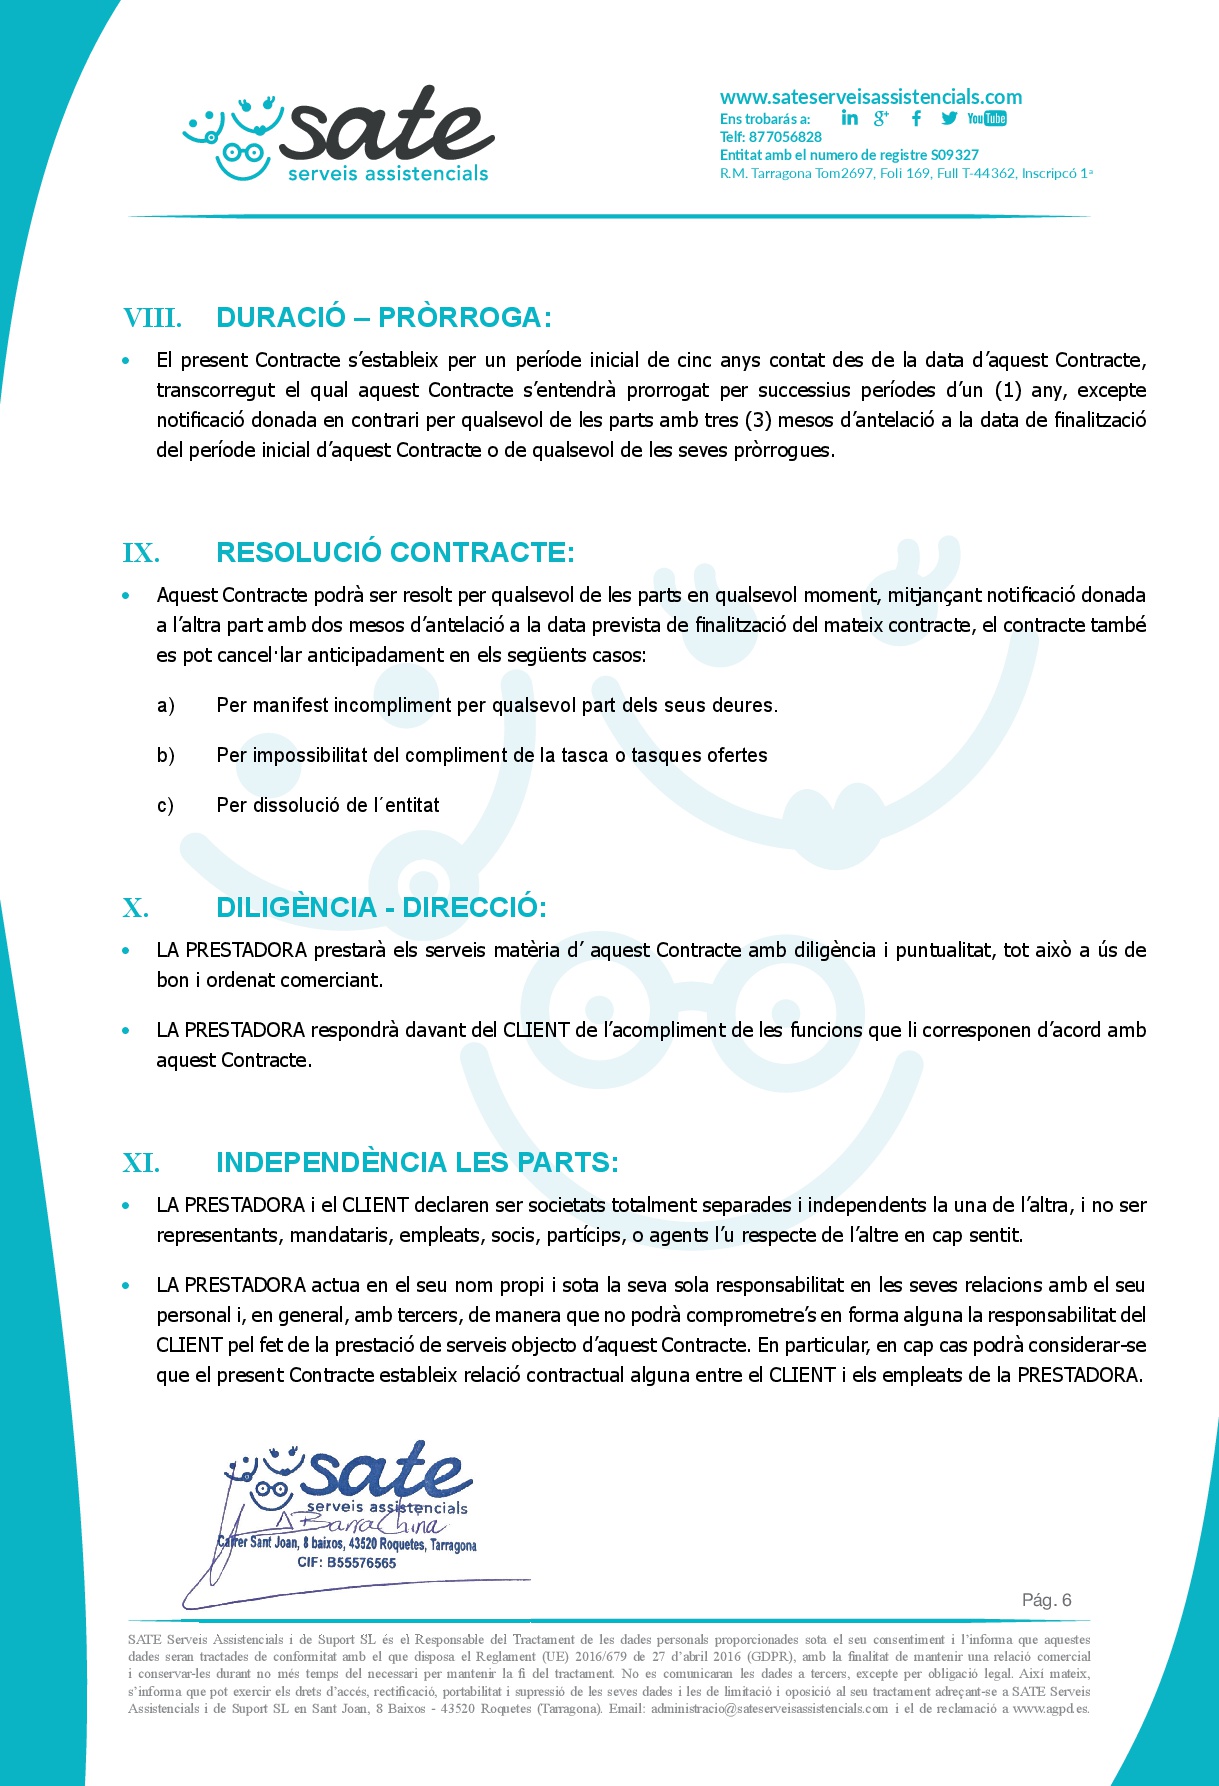 sate
serveis assistencials
www.sateserveisassistencials.com
Ens trobarás a: in g+ f YouTube
Telf: 877056828
Entitat amb el numero de registre S09327
R.M. Tarragona Tom2697, Foli 169, Full T-44362, Inscripcó 1ª
VIII. DURACIÓ – PRÒRROGA:
• El present Contracte s’estableix per un període inicial de cinc anys contat des de la data d’aquest Contracte,
transcorregut el qual aquest Contracte s’entendrà prorrogat per successius períodes d’un (1) any, excepte
notificació donada en contrari per qualsevol de les parts amb tres (3) mesos d’antelació a la data de finalització
del període inicial d’aquest Contracte o de qualsevol de les seves pròrrogues.
IX. RESOLUCIÓ CONTRACTE:
• Aquest Contracte podrà ser resolt per qualsevol de les parts en qualsevol moment, mitjançant notificació donada
a l’altra part amb dos mesos d’antelació a la data prevista de finalització del mateix contracte, el contracte també
es pot cancel·lar anticipadament en els següents casos:
a) Per manifest incompliment per qualsevol part dels seus deures.
b) Per impossibilitat del compliment de la tasca o tasques ofertes
c) Per dissolució de l´entitat
X. DILIGÈNCIA - DIRECCIÓ:
• LA PRESTADORA prestarà els serveis matèria d’ aquest Contracte amb diligència i puntualitat, tot això a ús de
bon i ordenat comerciant.
• LA PRESTADORA respondrà davant del CLIENT de l’acompliment de les funcions que li corresponen d’acord amb
aquest Contracte.
XI. INDEPENDÈNCIA LES PARTS:
• LA PRESTADORA i el CLIENT declaren ser societats totalment separades i independents la una de l’altra, i no ser
representants, mandataris, empleats, socis, partícips, o agents l’u respecte de l’altre en cap sentit.
• LA PRESTADORA actua en el seu nom propi i sota la seva sola responsabilitat en les seves relacions amb el seu
personal i, en general, amb tercers, de manera que no podrà comprometre’s en forma alguna la responsabilitat del
CLIENT pel fet de la prestació de serveis objecto d’aquest Contracte. En particular, en cap cas podrà considerar-se
que el present Contracte estableix relació contractual alguna entre el CLIENT i els empleats de la PRESTADORA.
sate
serveis assistencials
A Barrachina
Carrer Sant Joan, 8 baixos, 43520 Roquetes, Tarragona
CIF: B55576565
Pág. 6
SATE Serveis Assistencials i de Suport SL és el Responsable del Tractament de les dades personals proporcionades sota el seu consentiment i l’informa que aquestes
dades seran tractades de conformitat amb el que disposa el Reglament (UE) 2016/679 de 27 d’abril 2016 (GDPR), amb la finalitat de mantenir una relació comercial
i conservar-les durant no més temps del necessari per mantenir la fi del tractament. No es comunicaran les dades a tercers, excepte per obligació legal. Així mateix,
s’informa que pot exercir els drets d’accés, rectificació, portabilitat i supressió de les seves dades i les de limitació i oposició al seu tractament adreçant-se a SATE Serveis
Assistencials i de Suport SL en Sant Joan, 8 Baixos - 43520 Roquetes (Tarragona). Email: administracio@sateserveisassistencials.com i el de reclamació a www.agpd.es.